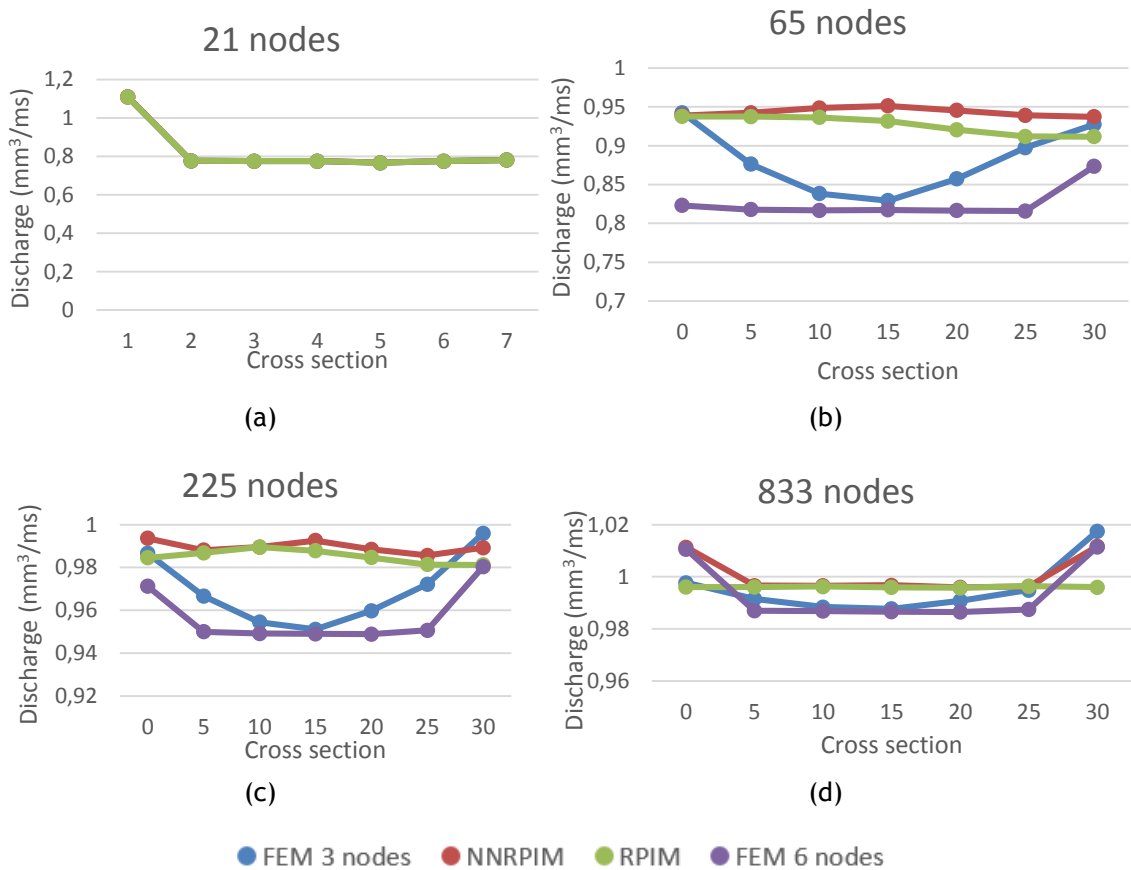 21 nodes
Discharge (mm³/ms)
1,2
1
0,8
0,6
0,4
0,2
0
1 2 3 4 5 6 7
Cross section
(a)
65 nodes
Discharge (mm³/ms)
1
0,95
0,9
0,85
0,8
0,75
0,7
0 5 10 15 20 25 30
Cross section
(b)
225 nodes
Discharge (mm³/ms)
1
0,98
0,96
0,94
0,92
0 5 10 15 20 25 30
Cross section
(c)
833 nodes
Discharge (mm³/ms)
1,02
1
0,98
0,96
0 5 10 15 20 25 30
Cross section
(d)
FEM 3 nodes NNRPIM RPIM FEM 6 nodes